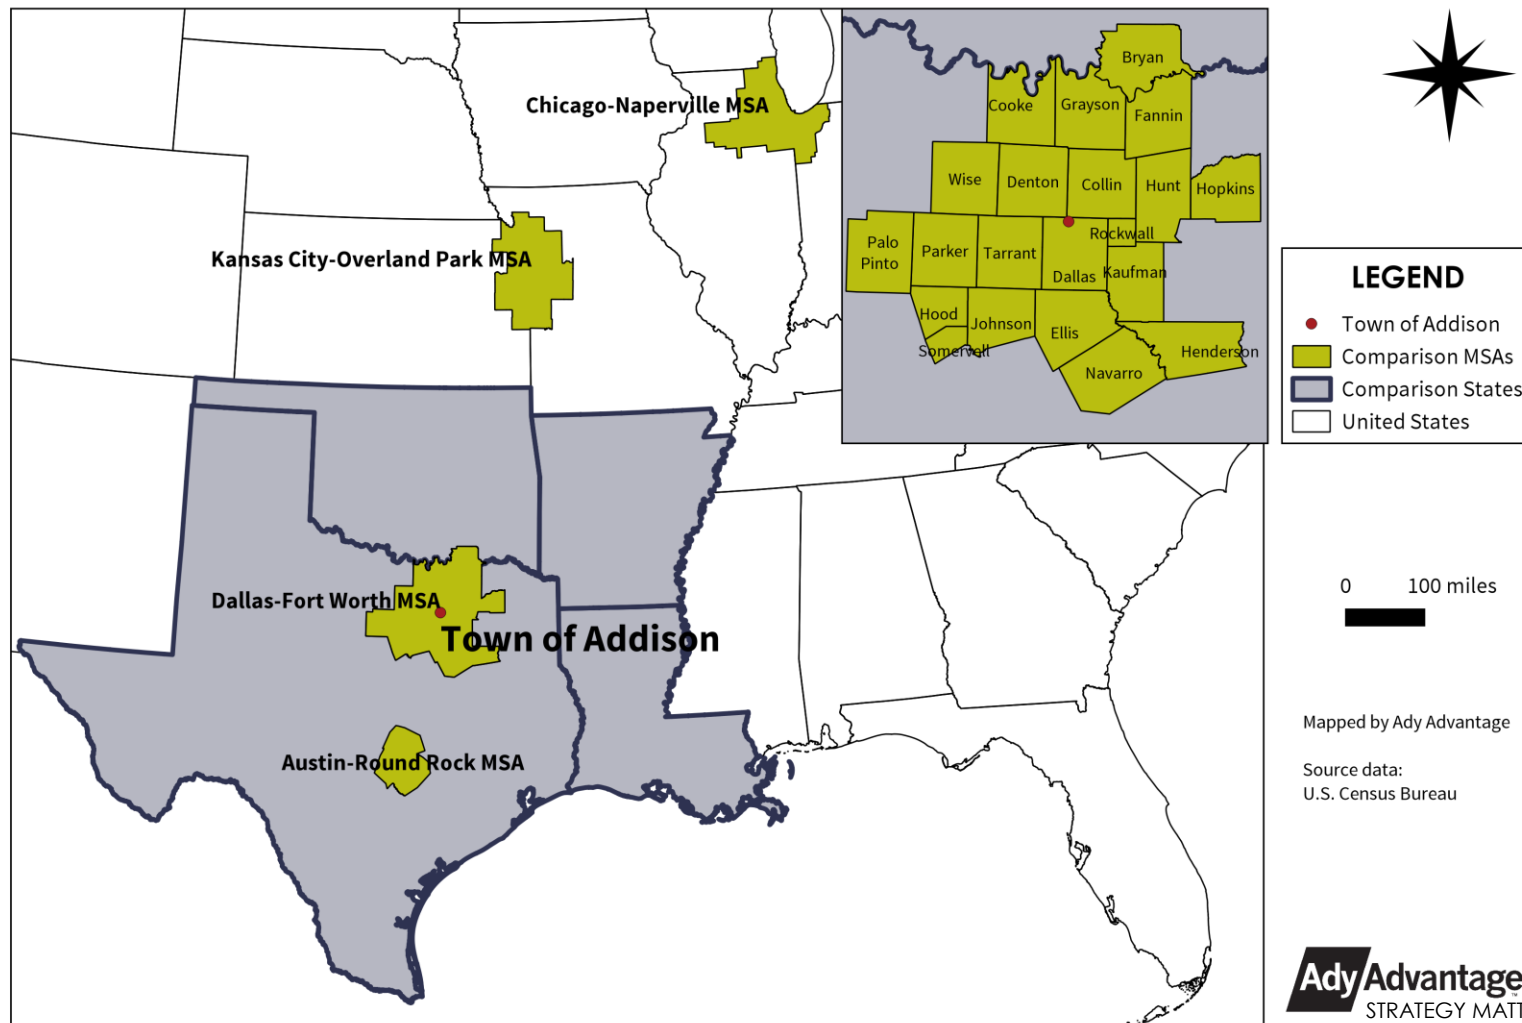 Chicago-Naperville MSA
Kansas City-Overland Park MSA
Dallas-Fort Worth MSA
Town of Addison
Austin-Round Rock MSA
Bryan
Cooke
Grayson
Fannin
Wise
Denton
Collin
Hunt
Hopkins
Palo
Pinto
Parker
Tarrant
Dallas
Rockwall
Kaufman
Hood
Johnson
Ellis
Somervell
Navarro
Henderson
LEGEND
Town of Addison
Comparison MSAs
Comparison States
United States
0 100 miles
Mapped by Ady Advantage
Source data:
U.S. Census Bureau
Ady Advantage
STRATEGY MATT